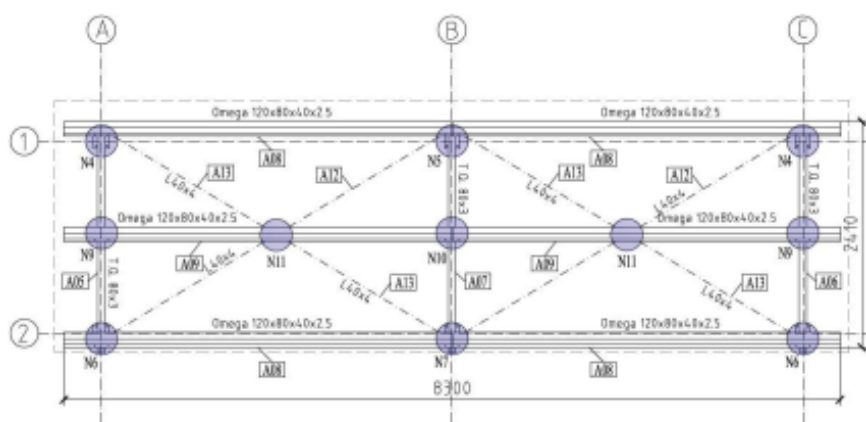 A B C
Omega 120x80x40x2.5 Omega 120x80x40x2.5
1
A08 A08
N4 N5 N4
A13 A12 A13 A12
T.Q. 80x3 T.Q. 80x3
L40x4 L40x4
Omega 120x80x40x2.5 Omega 120x80x40x2.5
2410
N9 N11 N10 N11 N9
A09 A09
L40x4
A05 T.Q. 80x3 A13 A07 A13 A06
L40x4 L40x4
Omega 120x80x40x2.5 Omega 120x80x40x2.5
2
N6 N7 N6
A08 A08
8300